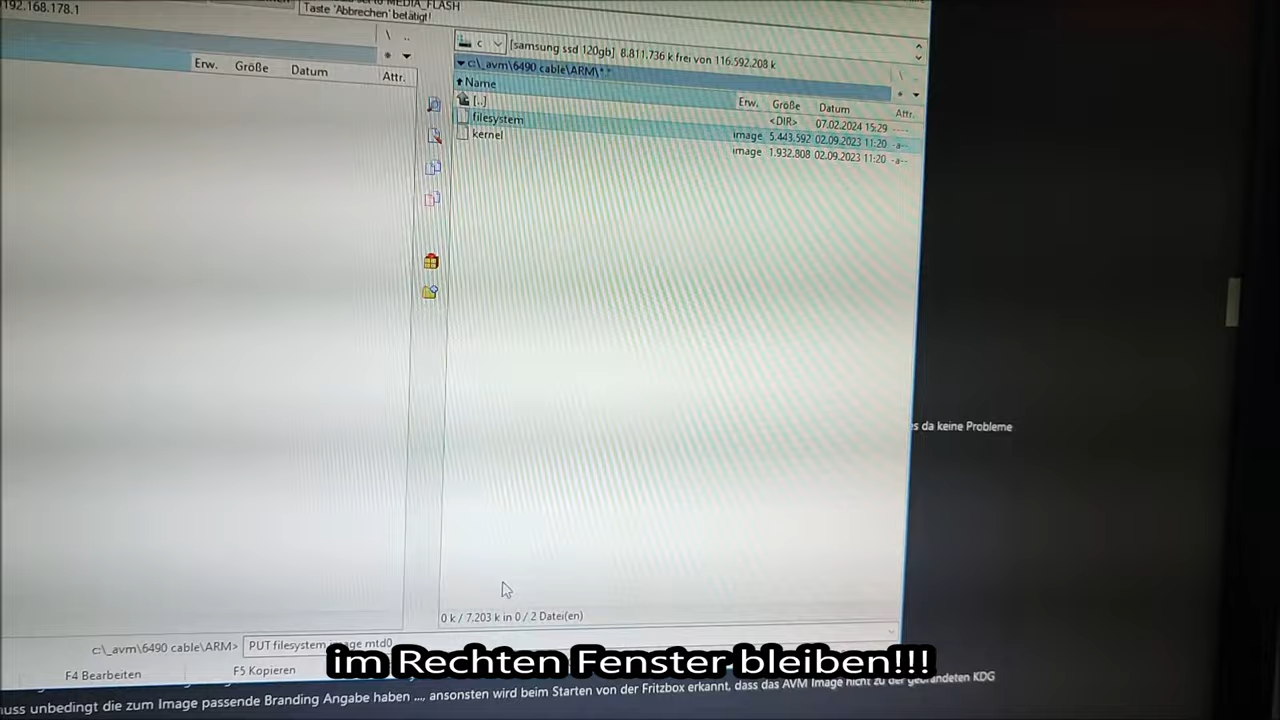 192.168.178.1
MEDIA_FLASH
Taste 'Abbrechen' betätigt!
\ ..
* 
Erw. Größe Datum Attr.
c [samsung ssd 120gb] 8.811.736 k frei von 116.592.208 k
c:\_avm\6490 cable\ARM\*.*
Name Erw. Größe Datum Attr.
[..] <DIR> 07.02.2024 15:29 ----
filesystem image 5.443.592 02.09.2023 11:20 -a--
kernel image 1.932.808 02.09.2023 11:20 -a--
s da keine Probleme
0 k / 7.203 k in 0 / 2 Datei(en)
c:\_avm\6490 cable\ARM> PUT filesystem.image mtd0
im Rechten Fenster bleiben!!!
F4 Bearbeiten F5 Kopieren
nuss unbedingt die zum Image passende Branding Angabe haben ..., ansonsten wird beim Starten von der Fritzbox erkannt, dass das AVM Image nicht zu der gebrandeten KDG